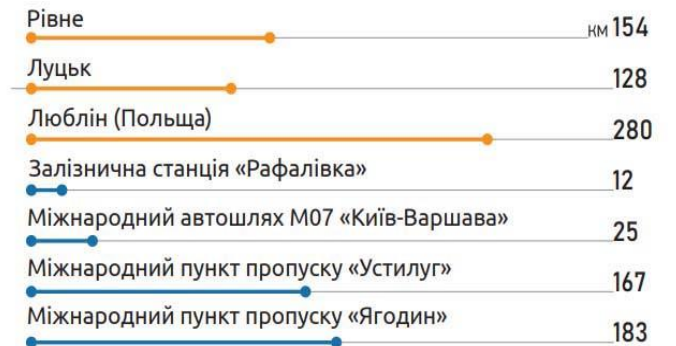 Рівне
км 154
Луцьк
128
Люблін (Польща)
280
Залізнична станція «Рафалівка»
12
Міжнародний автошлях М07 «Київ-Варшава»
25
Міжнародний пункт пропуску «Устилуг»
167
Міжнародний пункт пропуску «Ягодин»
183